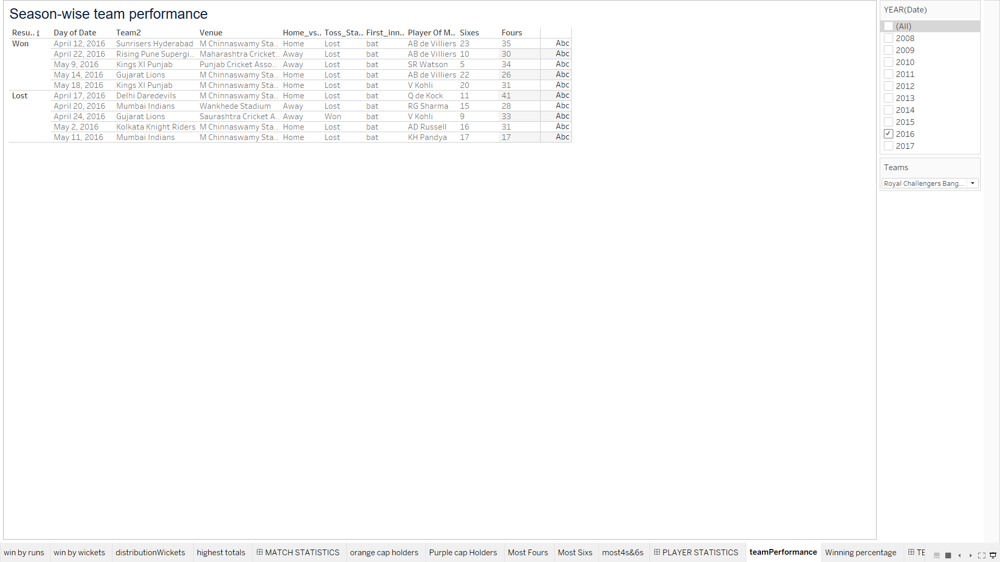 Season-wise team performance
Resu.. Day of Date Team2 Venue Home_vs.. Toss_Sta.. First_inn.. Player Of M.. Sixes Fours
Won April 12, 2016 Sunrisers Hyderabad M Chinnaswamy Sta.. Home Lost bat AB de Villiers 23 35 Abc
April 22, 2016 Rising Pune Supergi.. Maharashtra Cricket.. Away Lost bat AB de Villiers 10 30 Abc
May 9, 2016 Kings XI Punjab Punjab Cricket Asso.. Away Lost bat SR Watson 5 34 Abc
May 14, 2016 Gujarat Lions M Chinnaswamy Sta.. Home Lost bat AB de Villiers 22 26 Abc
May 18, 2016 Kings XI Punjab M Chinnaswamy Sta.. Home Lost bat V Kohli 20 31 Abc
Lost April 17, 2016 Delhi Daredevils M Chinnaswamy Sta.. Home Lost bat Q de Kock 11 41 Abc
April 20, 2016 Mumbai Indians Wankhede Stadium Away Lost bat RG Sharma 15 28 Abc
April 24, 2016 Gujarat Lions Saurashtra Cricket A.. Away Won bat V Kohli 9 33 Abc
May 2, 2016 Kolkata Knight Riders M Chinnaswamy Sta.. Home Lost bat AD Russell 16 31 Abc
May 11, 2016 Mumbai Indians M Chinnaswamy Sta.. Home Lost bat KH Pandya 17 17 Abc
YEAR(Date)
(All)
2008
2009
2010
2011
2012
2013
2014
2015
2016
2017
Teams
Royal Challengers Bang...
win by runs win by wickets distributionWickets highest totals MATCH STATISTICS orange cap holders Purple cap Holders Most Fours Most Sixs most4s&6s PLAYER STATISTICS teamPerformance Winning percentage TE